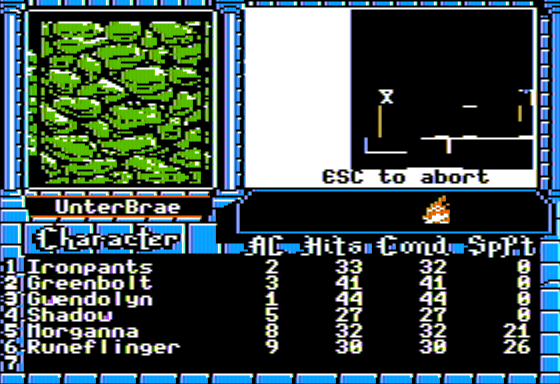 X
ESC to abort
UnterBrae
Character AC Hits Cond SpPt
1 Ironpants 2 33 32 0
2 Greenbolt 3 41 41 0
3 Gwendolyn 1 44 44 0
4 Shadow 5 27 27 0
5 Morganna 8 32 32 21
6 Runeflinger 9 30 30 26
7